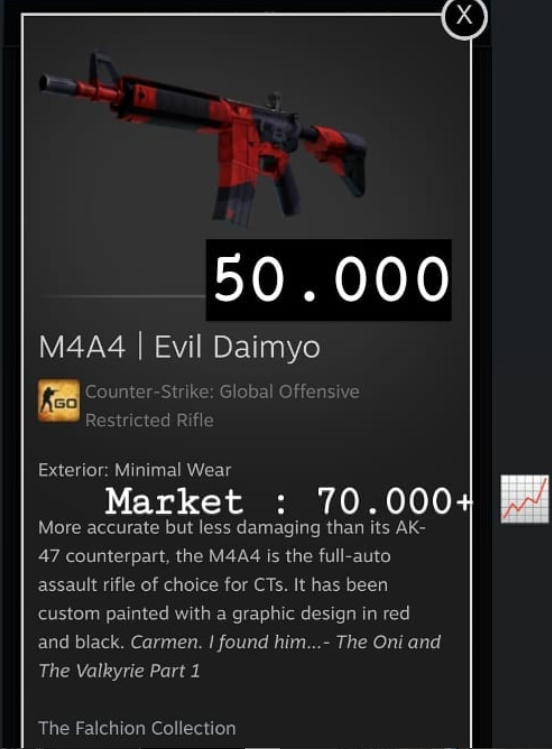 X
50.000
M4A4 | Evil Daimyo
GO
Counter-Strike: Global Offensive
Restricted Rifle
Exterior: Minimal Wear
Market : 70.000+
More accurate but less damaging than its AK-
47 counterpart, the M4A4 is the full-auto
assault rifle of choice for CTs. It has been
custom painted with a graphic design in red
and black. Carmen. I found him...- The Oni and
The Valkyrie Part 1
The Falchion Collection